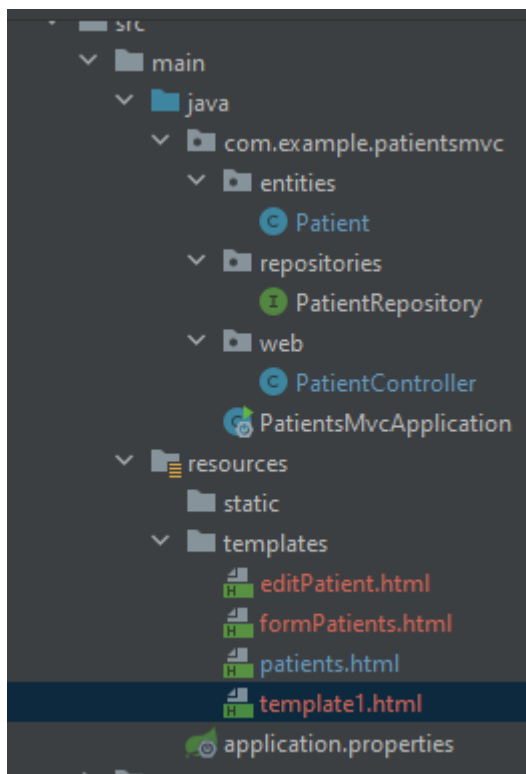 src
main
java
com.example.patientsmvc
entities
C Patient
repositories
I PatientRepository
web
C PatientController
PatientsMvcApplication
resources
static
templates
H editPatient.html
H formPatients.html
H patients.html
H template1.html
application.properties